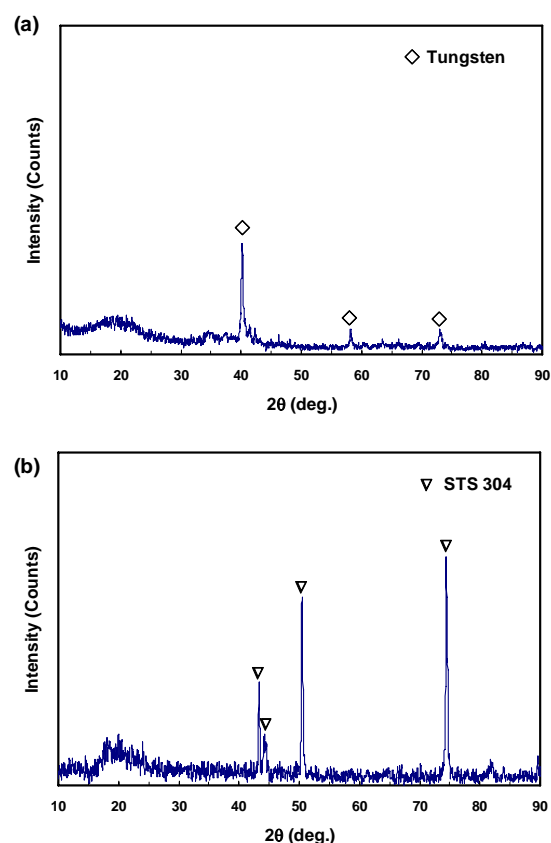 (a)
Tungsten
Intensity (Counts)
10 20 30 40 50 60 70 80 90
2θ (deg.)
(b)
STS 304
Intensity (Counts)
10 20 30 40 50 60 70 80 90
2θ (deg.)